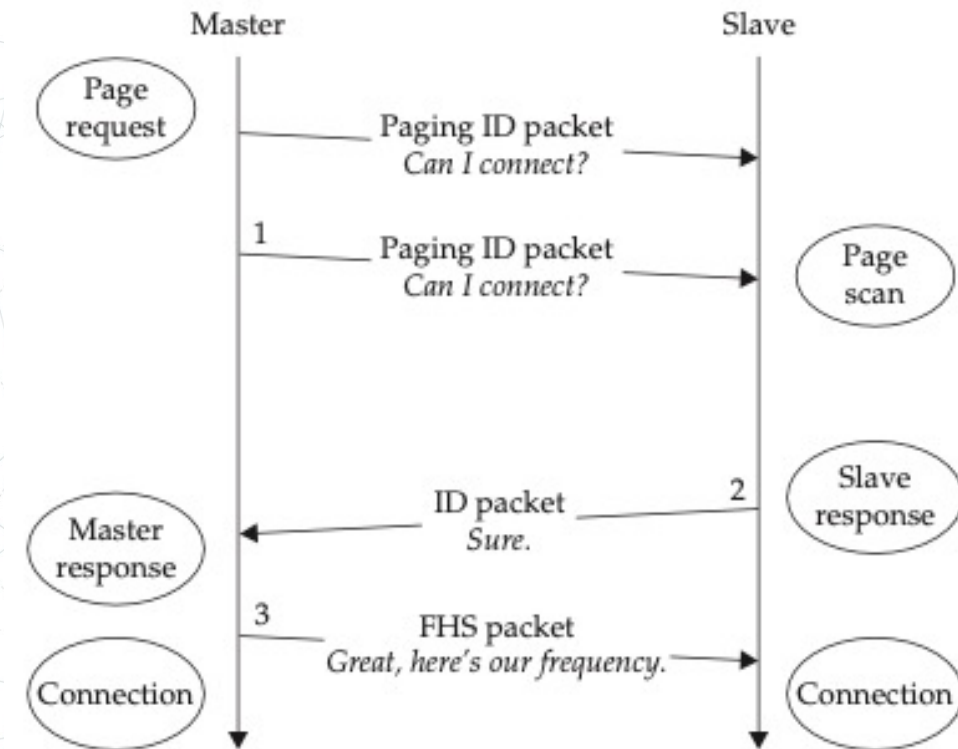 Master
Slave
Page
request
Paging ID packet
Can I connect?
1
Paging ID packet
Can I connect?
Page
scan
2
ID packet
Sure.
Slave
response
Master
response
3
FHS packet
Great, here's our frequency.
Connection
Connection